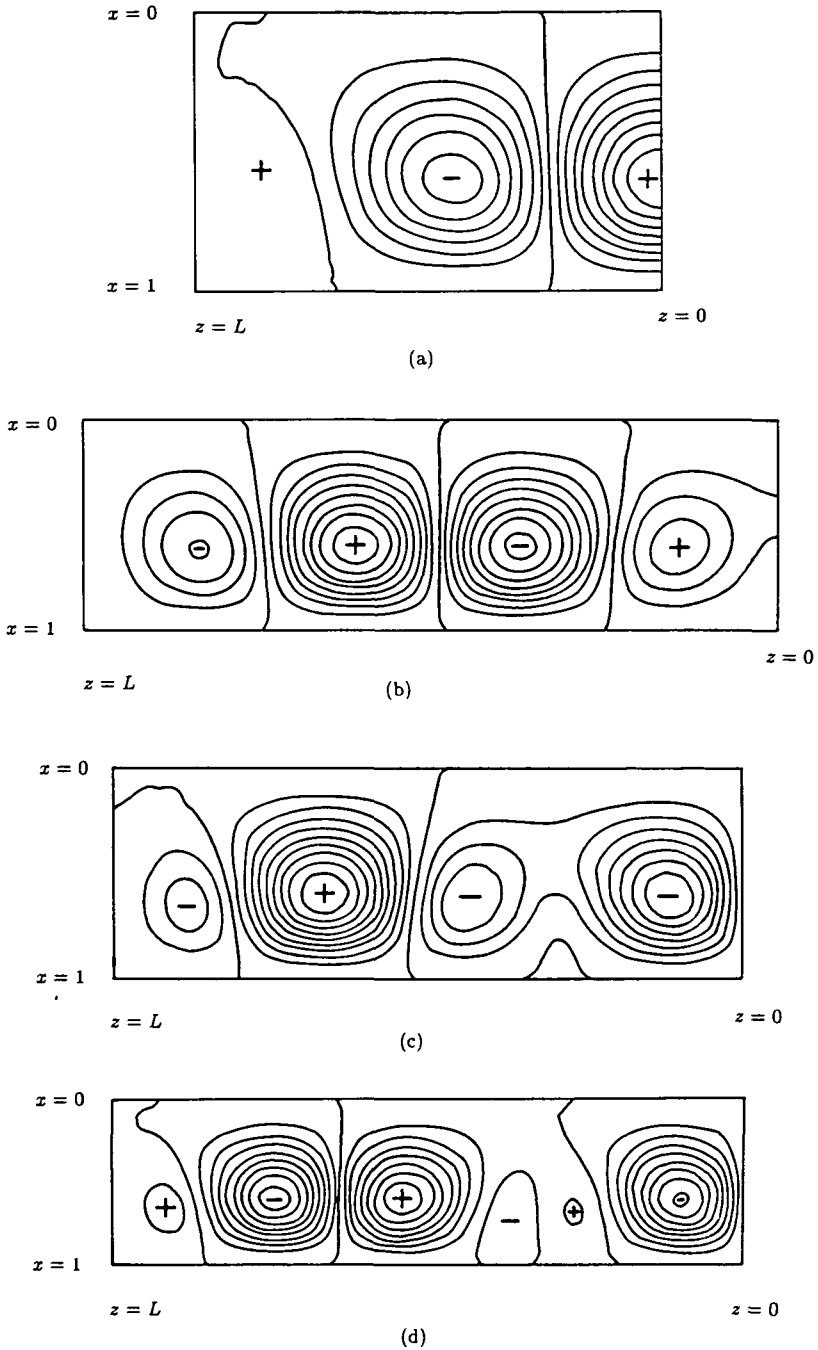 x = 0
+
−
+
x = 1
z = L
z = 0
(a)
x = 0
−
+
−
+
x = 1
z = 0
z = L
(b)
x = 0
−
+
−
−
x = 1
z = L
z = 0
(c)
x = 0
+
−
+
−
+
−
x = 1
z = L
z = 0
(d)